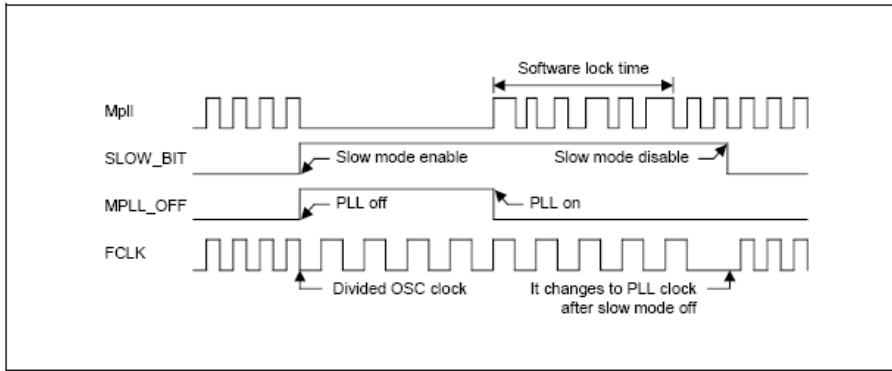 Software lock time
Mpll
SLOW_BIT
Slow mode enable
Slow mode disable
MPLL_OFF
PLL off
PLL on
FCLK
Divided OSC clock
It changes to PLL clock
after slow mode off